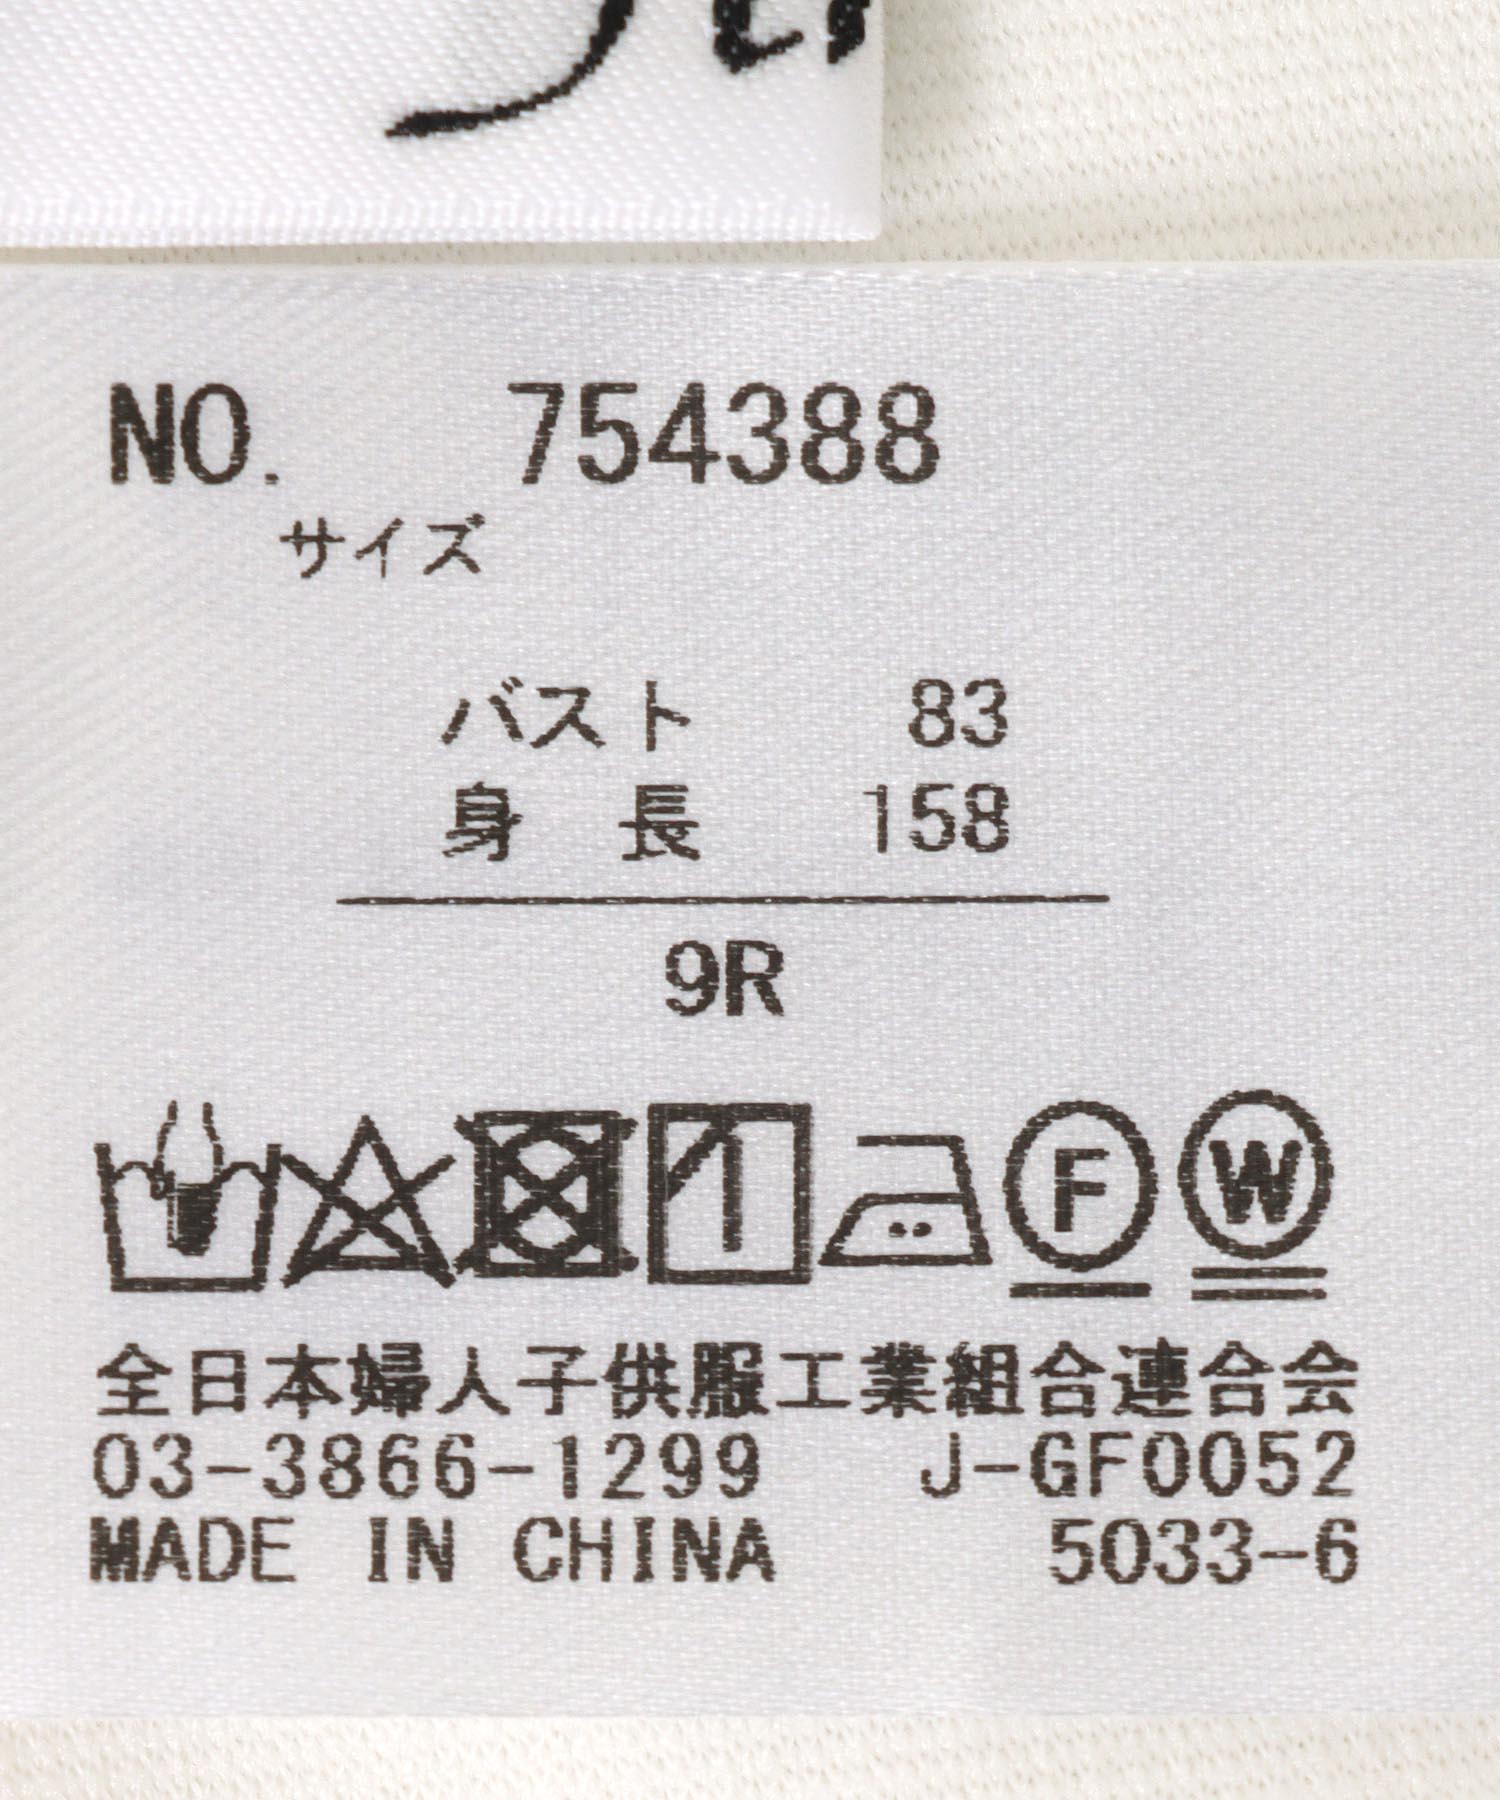 NO. 754388
サイズ
バスト 83
身長 158
9R
F W
全日本婦人子供服工業組合連合会
03-3866-1299 J-GF0052
MADE IN CHINA 5033-6